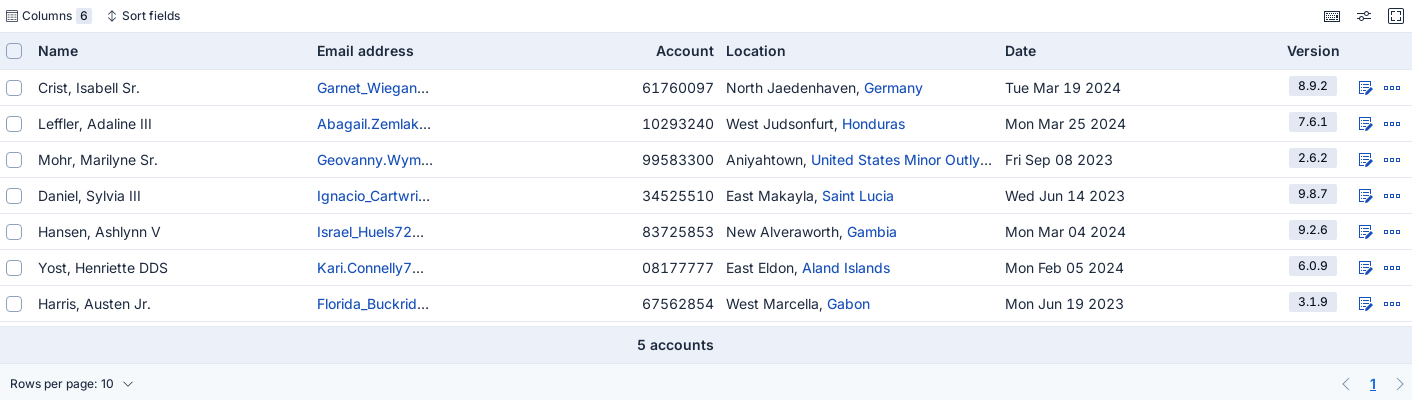 Columns 6 Sort fields
Name Email address Account Location Date Version
Crist, Isabell Sr. Garnet_Wiegan... 61760097 North Jaedenhaven, Germany Tue Mar 19 2024 8.9.2
Leffler, Adaline III Abagail.Zemlak... 10293240 West Judsonfurt, Honduras Mon Mar 25 2024 7.6.1
Mohr, Marilyne Sr. Geovanny.Wym... 99583300 Aniyahtown, United States Minor Outly... Fri Sep 08 2023 2.6.2
Daniel, Sylvia III Ignacio_Cartwri... 34525510 East Makayla, Saint Lucia Wed Jun 14 2023 9.8.7
Hansen, Ashlynn V Israel_Huels72... 83725853 New Alveraworth, Gambia Mon Mar 04 2024 9.2.6
Yost, Henriette DDS Kari.Connelly7... 08177777 East Eldon, Aland Islands Mon Feb 05 2024 6.0.9
Harris, Austen Jr. Florida_Buckrid... 67562854 West Marcella, Gabon Mon Jun 19 2023 3.1.9
5 accounts
Rows per page: 10 1